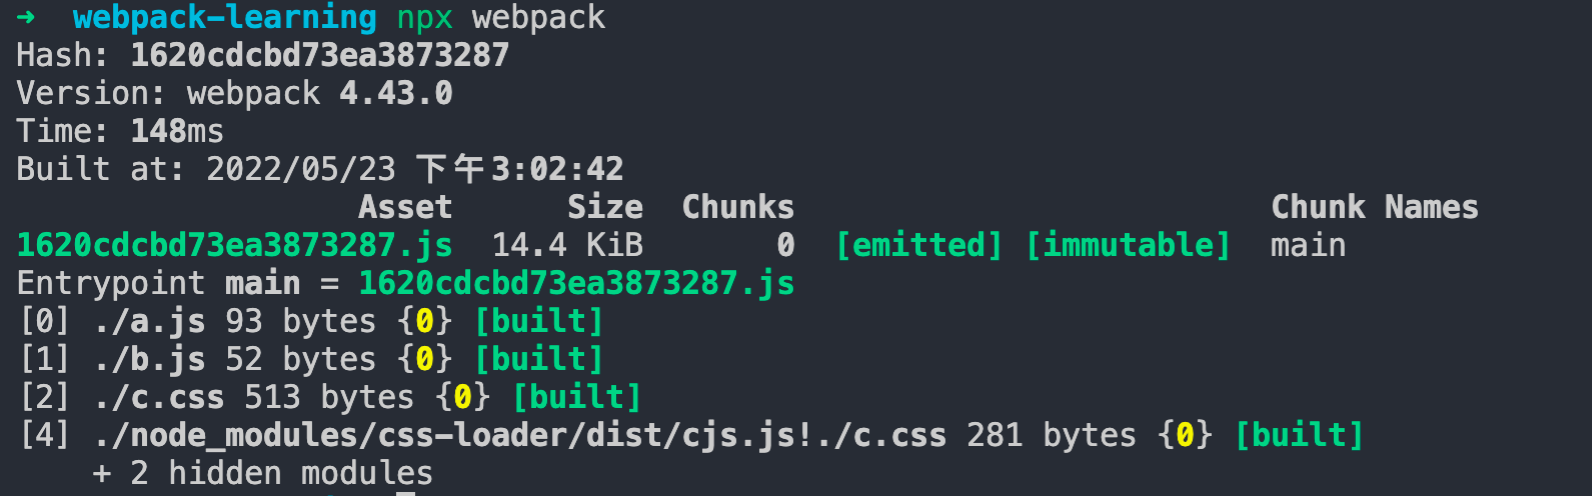 ➜  webpack-learning npx webpack
Hash: 1620cdcbd73ea3873287
Version: webpack 4.43.0
Time: 148ms
Built at: 2022/05/23 下午3:02:42
                  Asset      Size  Chunks                         Chunk Names
1620cdcbd73ea3873287.js  14.4 KiB       0  [emitted] [immutable]  main
Entrypoint main = 1620cdcbd73ea3873287.js
[0] ./a.js 93 bytes {0} [built]
[1] ./b.js 52 bytes {0} [built]
[2] ./c.css 513 bytes {0} [built]
[4] ./node_modules/css-loader/dist/cjs.js!./c.css 281 bytes {0} [built]
    + 2 hidden modules